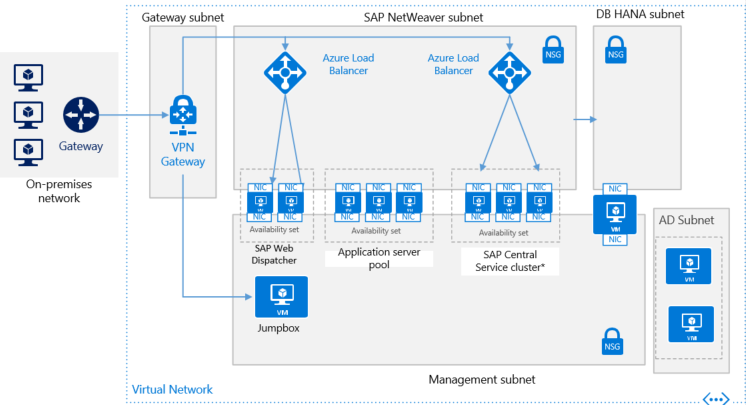 Gateway subnet
SAP NetWeaver subnet
DB HANA subnet
Azure Load
Balancer
Azure Load
Balancer
NSG
NSG
Gateway
VPN
Gateway
On-premises
network
NIC
NIC
NIC
NIC
NIC
NIC
NIC
NIC
NIC
VM
VM
VM
VM
VM
VM
VM
VM
VM
NIC
NIC
NIC
NIC
NIC
NIC
NIC
NIC
NIC
Availability set
Availability set
Availability set
SAP Web
Dispatcher
Application server
pool
SAP Central
Service cluster*
AD Subnet
VM
VM
VM
Jumpbox
NSG
Management subnet
Virtual Network